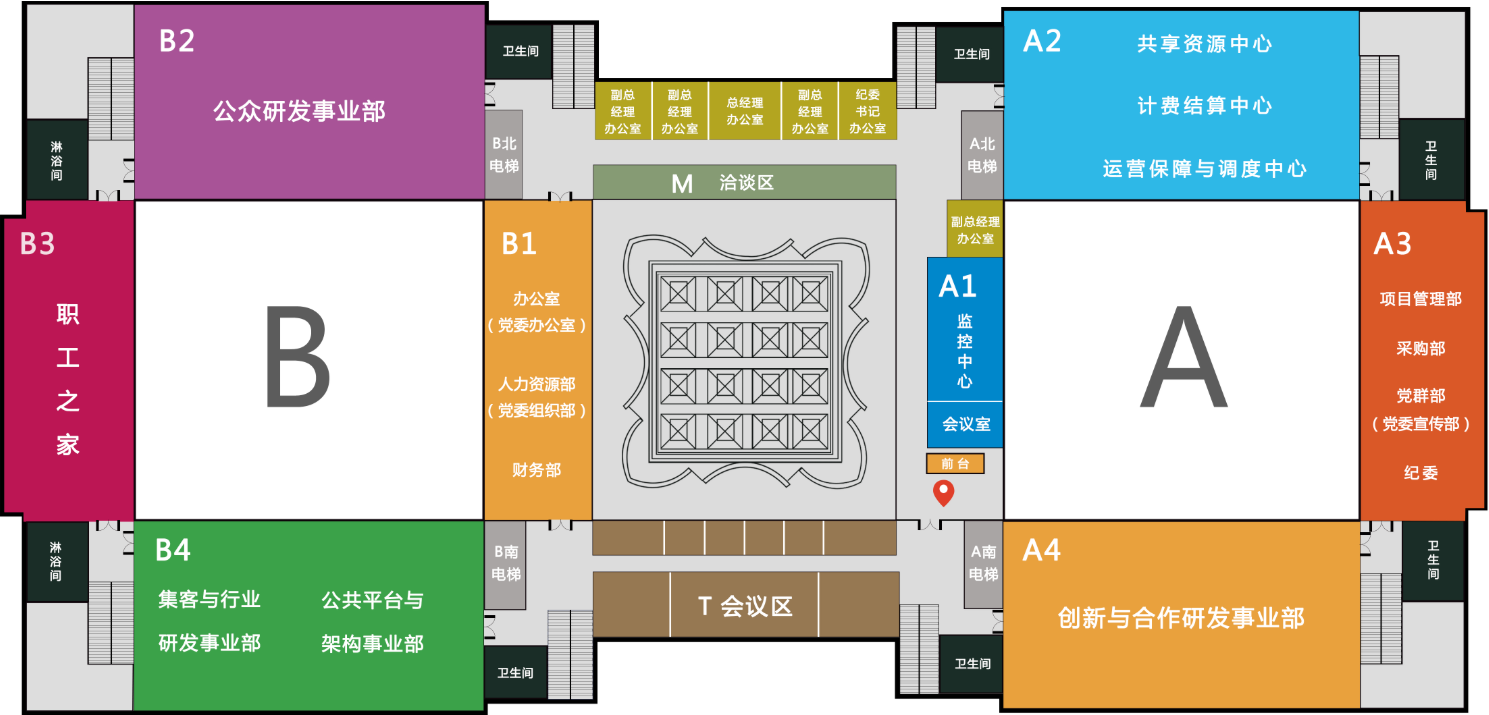 B2
公众研发事业部
卫生间
淋浴间
B北
电梯
副总
经理
办公室
副总
经理
办公室
总经理
办公室
副总
经理
办公室
纪委
书记
办公室
M 洽谈区
卫生间
A北
电梯
A2
共享资源中心
计费结算中心
运营保障与调度中心
卫生间
B3
职工之家
B
B1
办公室
（党委办公室）
人力资源部
（党委组织部）
财务部
副总经理
办公室
A1
监控中心
会议室
前台
A
A3
项目管理部
采购部
党群部
（党委宣传部）
纪委
淋浴间
B4
集客与行业
研发事业部
公共平台与
架构事业部
B南
电梯
卫生间
T 会议区
A南
电梯
卫生间
A4
创新与合作研发事业部
卫生间